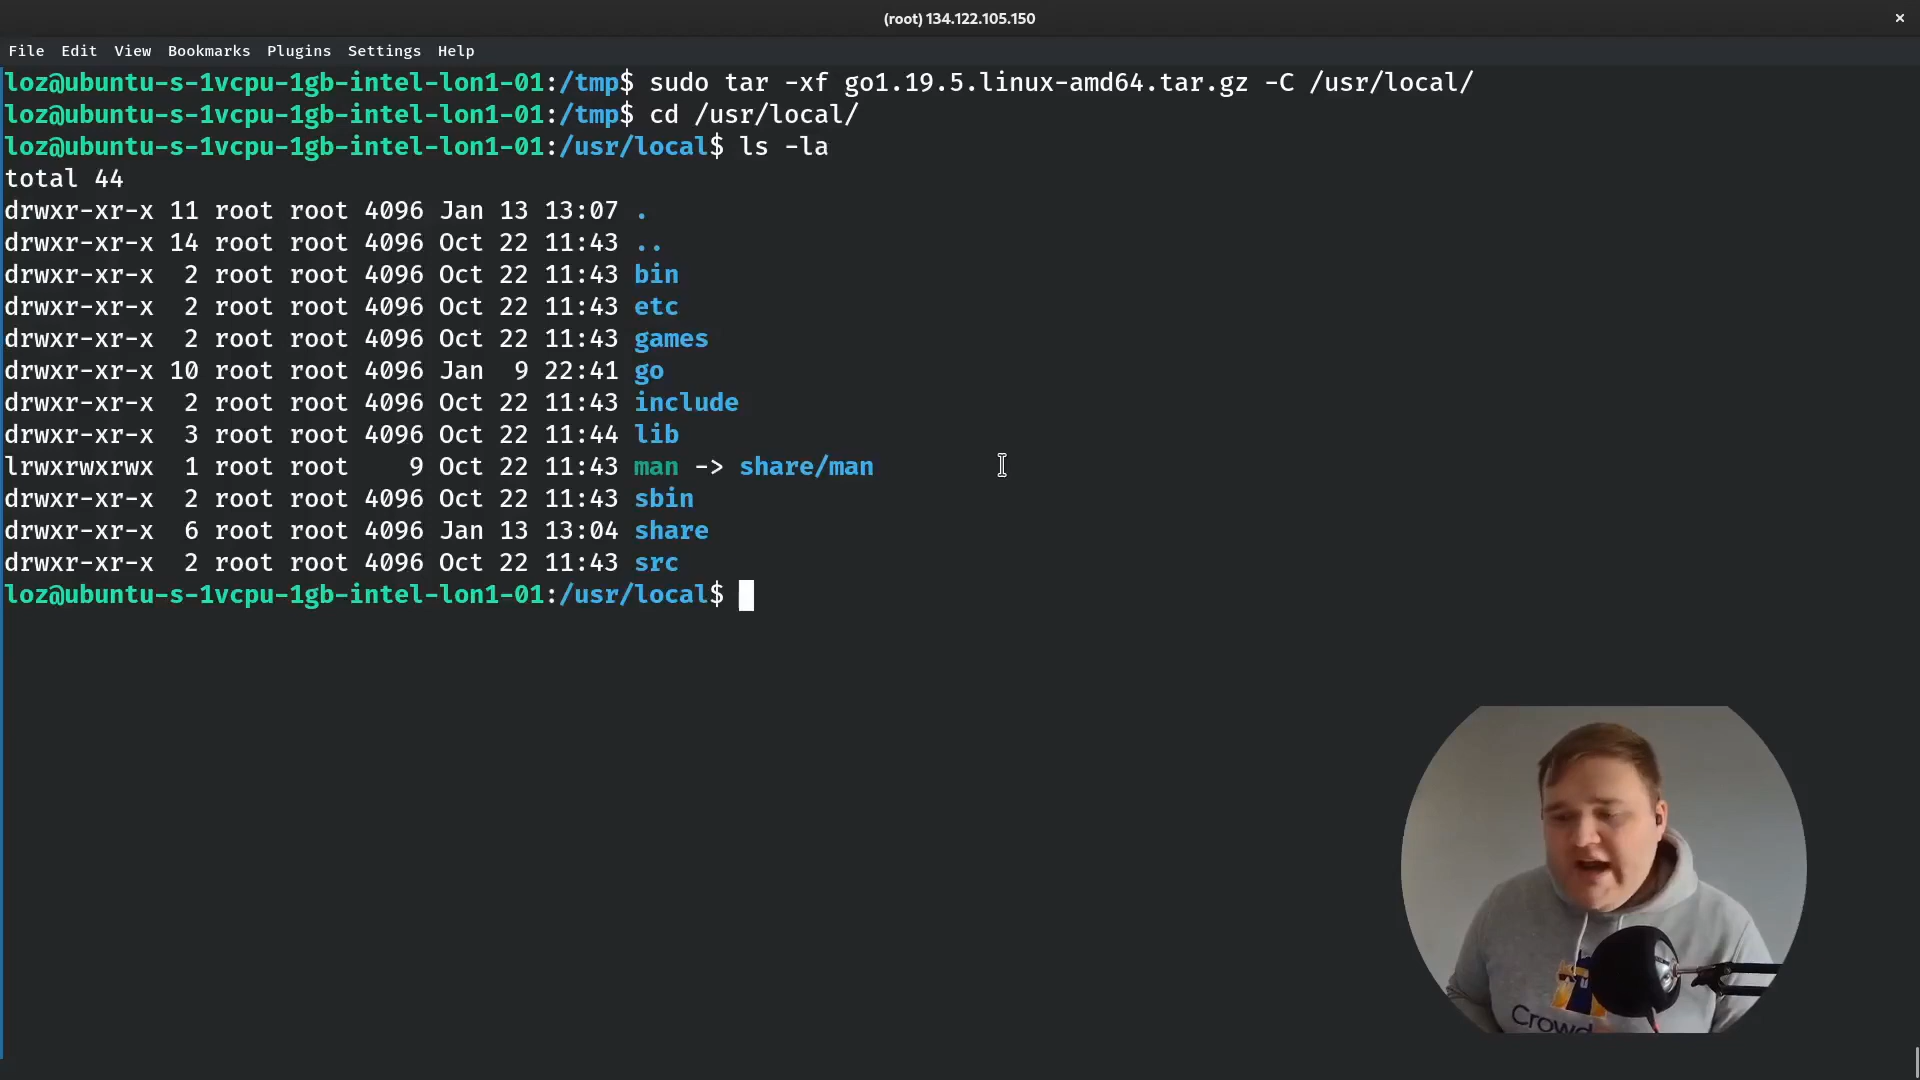 (root) 134.122.105.150
×
File Edit View Bookmarks Plugins Settings Help
loz@ubuntu-s-1vcpu-1gb-intel-lon1-01:/tmp$ sudo tar -xf go1.19.5.linux-amd64.tar.gz -C /usr/local/
loz@ubuntu-s-1vcpu-1gb-intel-lon1-01:/tmp$ cd /usr/local/
loz@ubuntu-s-1vcpu-1gb-intel-lon1-01:/usr/local$ ls -la
total 44
drwxr-xr-x 11 root root 4096 Jan 13 13:07 .
drwxr-xr-x 14 root root 4096 Oct 22 11:43 ..
drwxr-xr-x  2 root root 4096 Oct 22 11:43 bin
drwxr-xr-x  2 root root 4096 Oct 22 11:43 etc
drwxr-xr-x  2 root root 4096 Oct 22 11:43 games
drwxr-xr-x 10 root root 4096 Jan  9 22:41 go
drwxr-xr-x  2 root root 4096 Oct 22 11:43 include
drwxr-xr-x  3 root root 4096 Oct 22 11:44 lib
lrwxrwxrwx  1 root root    9 Oct 22 11:43 man -> share/man
drwxr-xr-x  2 root root 4096 Oct 22 11:43 sbin
drwxr-xr-x  6 root root 4096 Jan 13 13:04 share
drwxr-xr-x  2 root root 4096 Oct 22 11:43 src
loz@ubuntu-s-1vcpu-1gb-intel-lon1-01:/usr/local$